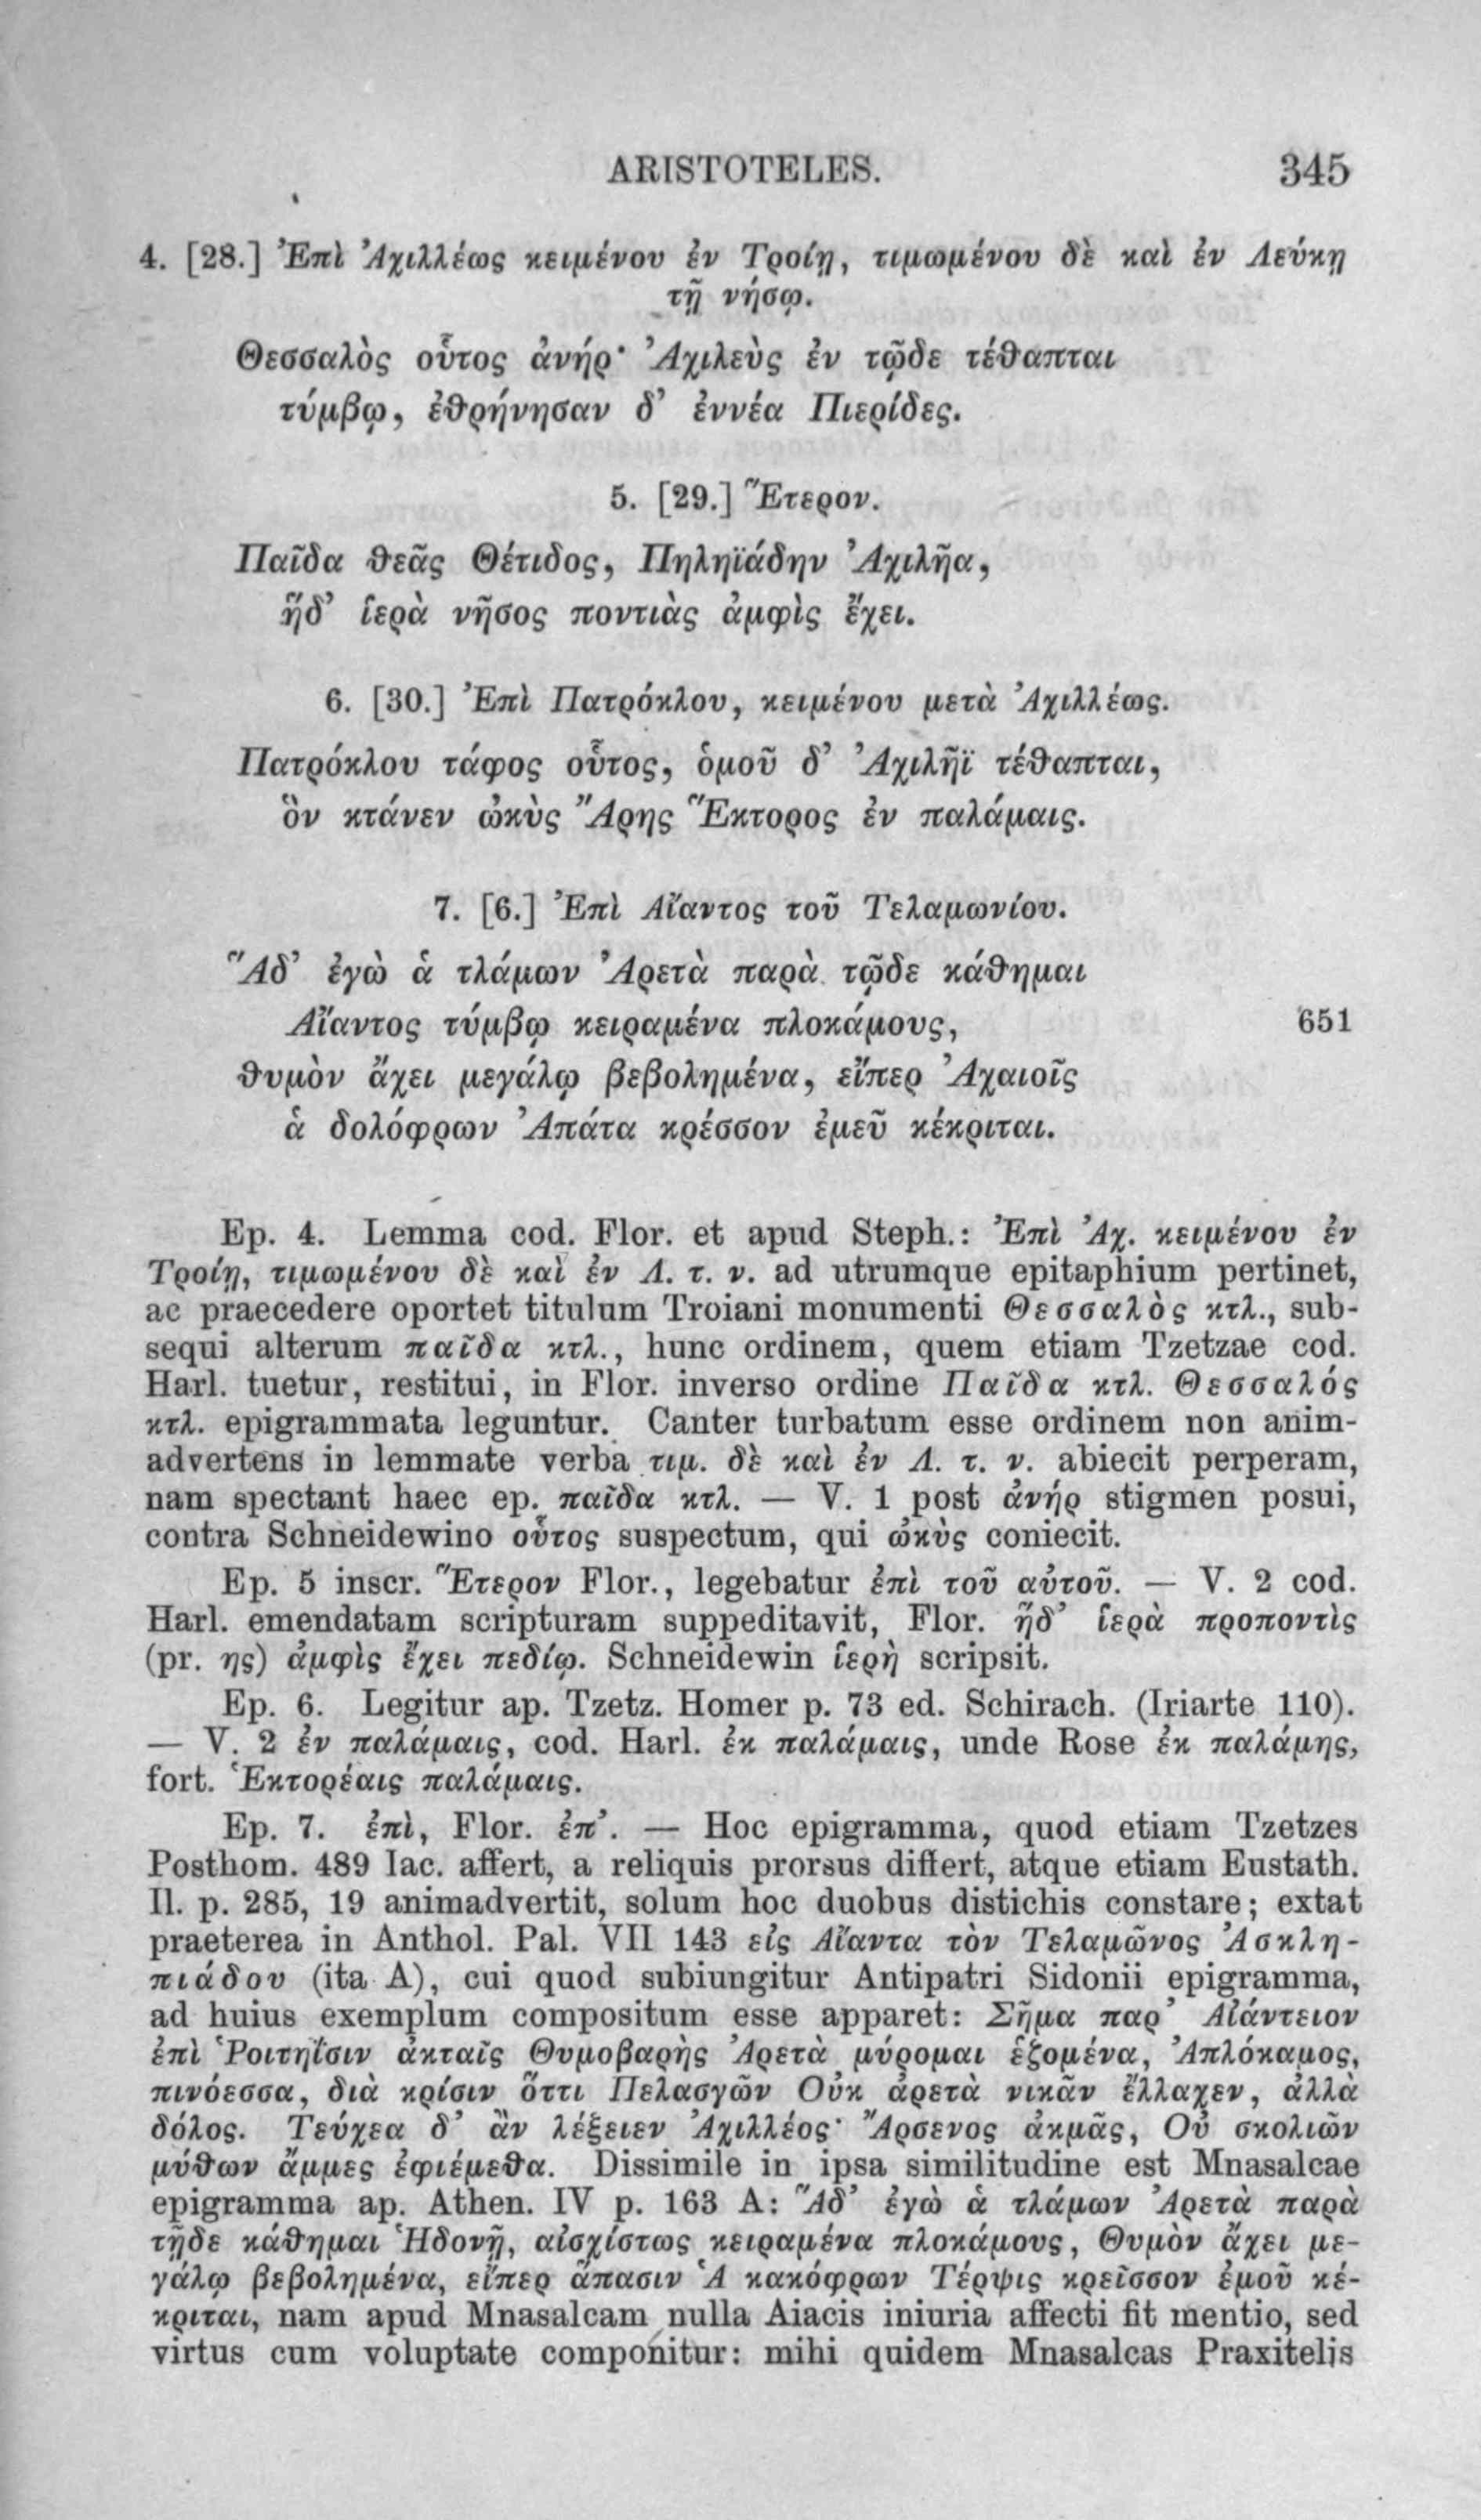 ARISTOTELES. 345
4. [28.] Ἐπὶ Ἀχιλλέως κειμένου ἐν Τροίῃ, τιμωμένου δὲ καὶ ἐν Λεύκῃ
τῇ νήσῳ.
Θεσσαλὸς οὗτος ἀνήρ· Ἀχιλεὺς ἐν τῷδε τέθαπται
τύμβῳ, ἐθρήνησαν δ’ ἐννέα Πιερίδες.
5. [29.] Ἕτερον.
Παῖδα θεᾶς Θέτιδος, Πηληϊάδην Ἀχιλῆα,
ἥδ’ ἱερὰ νῆσος ποντιὰς ἀμφὶς ἔχει.
6. [30.] Ἐπὶ Πατρόκλου, κειμένου μετὰ Ἀχιλλέως.
Πατρόκλου τάφος οὗτος, ὁμοῦ δ’ Ἀχιλῆϊ τέθαπται,
ὃν κτάνεν ὠκὺς Ἄρης Ἕκτορος ἐν παλάμαις.
7. [6.] Ἐπὶ Αἴαντος τοῦ Τελαμωνίου.
Ἅδ’ ἐγὼ ἁ τλάμων Ἀρετὰ παρὰ τῷδε κάθημαι
Αἴαντος τύμβῳ κειραμένα πλοκάμους, 651
θυμὸν ἄχει μεγάλῳ βεβολημένα, εἴπερ Ἀχαιοῖς
ἁ δολόφρων Ἀπάτα κρέσσον ἐμεῦ κέκριται.
Ep. 4. Lemma cod. Flor. et apud Steph.: Ἐπὶ Ἀχ. κειμένου ἐν
Τροίῃ, τιμωμένου δὲ καὶ ἐν Λ. τ. ν. ad utrumque epitaphium pertinet,
ac praecedere oportet titulum Troiani monumenti Θεσσαλὸς κτλ., sub-
sequi alterum παῖδα κτλ., hunc ordinem, quem etiam Tzetzae cod.
Harl. tuetur, restitui, in Flor. inverso ordine Παῖδα κτλ. Θεσσαλός
κτλ. epigrammata leguntur. Canter turbatum esse ordinem non anim-
advertens in lemmate verba τιμ. δὲ καὶ ἐν Λ. τ. ν. abiecit perperam,
nam spectant haec ep. παῖδα κτλ. — V. 1 post ἀνήρ stigmen posui,
contra Schneidewino οὗτος suspectum, qui ὠκὺς coniecit.
Ep. 5 inscr. Ἕτερον Flor., legebatur ἐπὶ τοῦ αὐτοῦ. — V. 2 cod.
Harl. emendatam scripturam suppeditavit, Flor. ἥδ’ ἱερὰ προποντὶς
(pr. ης) ἀμφὶς ἔχει πεδίῳ. Schneidewin ἱερὴ scripsit.
Ep. 6. Legitur ap. Tzetz. Homer p. 73 ed. Schirach. (Iriarte 110).
— V. 2 ἐν παλάμαις, cod. Harl. ἐκ παλάμαις, unde Rose ἐκ παλάμης,
fort. Ἑκτορέαις παλάμαις.
Ep. 7. ἐπὶ, Flor. ἐπ’. — Hoc epigramma, quod etiam Tzetzes
Posthom. 489 Iac. affert, a reliquis prorsus differt, atque etiam Eustath.
Il. p. 285, 19 animadvertit, solum hoc duobus distichis constare; extat
praeterea in Anthol. Pal. VII 143 εἰς Αἴαντα τὸν Τελαμῶνος Ἀσκλη-
πιάδου (ita A), cui quod subiungitur Antipatri Sidonii epigramma,
ad huius exemplum compositum esse apparet: Σῆμα παρ’ Αἰάντειον
ἐπὶ Ῥοιτηΐσιν ἀκταῖς Θυμοβαρὴς Ἀρετὰ μύρομαι ἑζομένα, Ἀπλόκαμος,
πινόεσσα, διὰ κρίσιν ὅττι Πελασγῶν Οὐκ ἀρετὰ νικᾶν ἔλλαχεν, ἀλλὰ
δόλος. Τεύχεα δ’ ἂν λέξειεν Ἀχιλλέος· Ἄρσενος ἀκμᾶς, Οὐ σκολιῶν
μύθων ἄμμες ἐφιέμεθα. Dissimile in ipsa similitudine est Mnasalcae
epigramma ap. Athen. IV p. 163 A: Ἅδ’ ἐγὼ ἁ τλάμων Ἀρετὰ παρὰ
τῇδε κάθημαι Ἡδονῇ, αἰσχίστως κειραμένα πλοκάμους, Θυμὸν ἄχει με-
γάλῳ βεβολημένα, εἴπερ ἅπασιν Ἁ κακόφρων Τέρψις κρεῖσσον ἐμοῦ κέ-
κριται, nam apud Mnasalcam nulla Aiacis iniuria affecti fit mentio, sed
virtus cum voluptate componitur: mihi quidem Mnasalcas Praxitelis